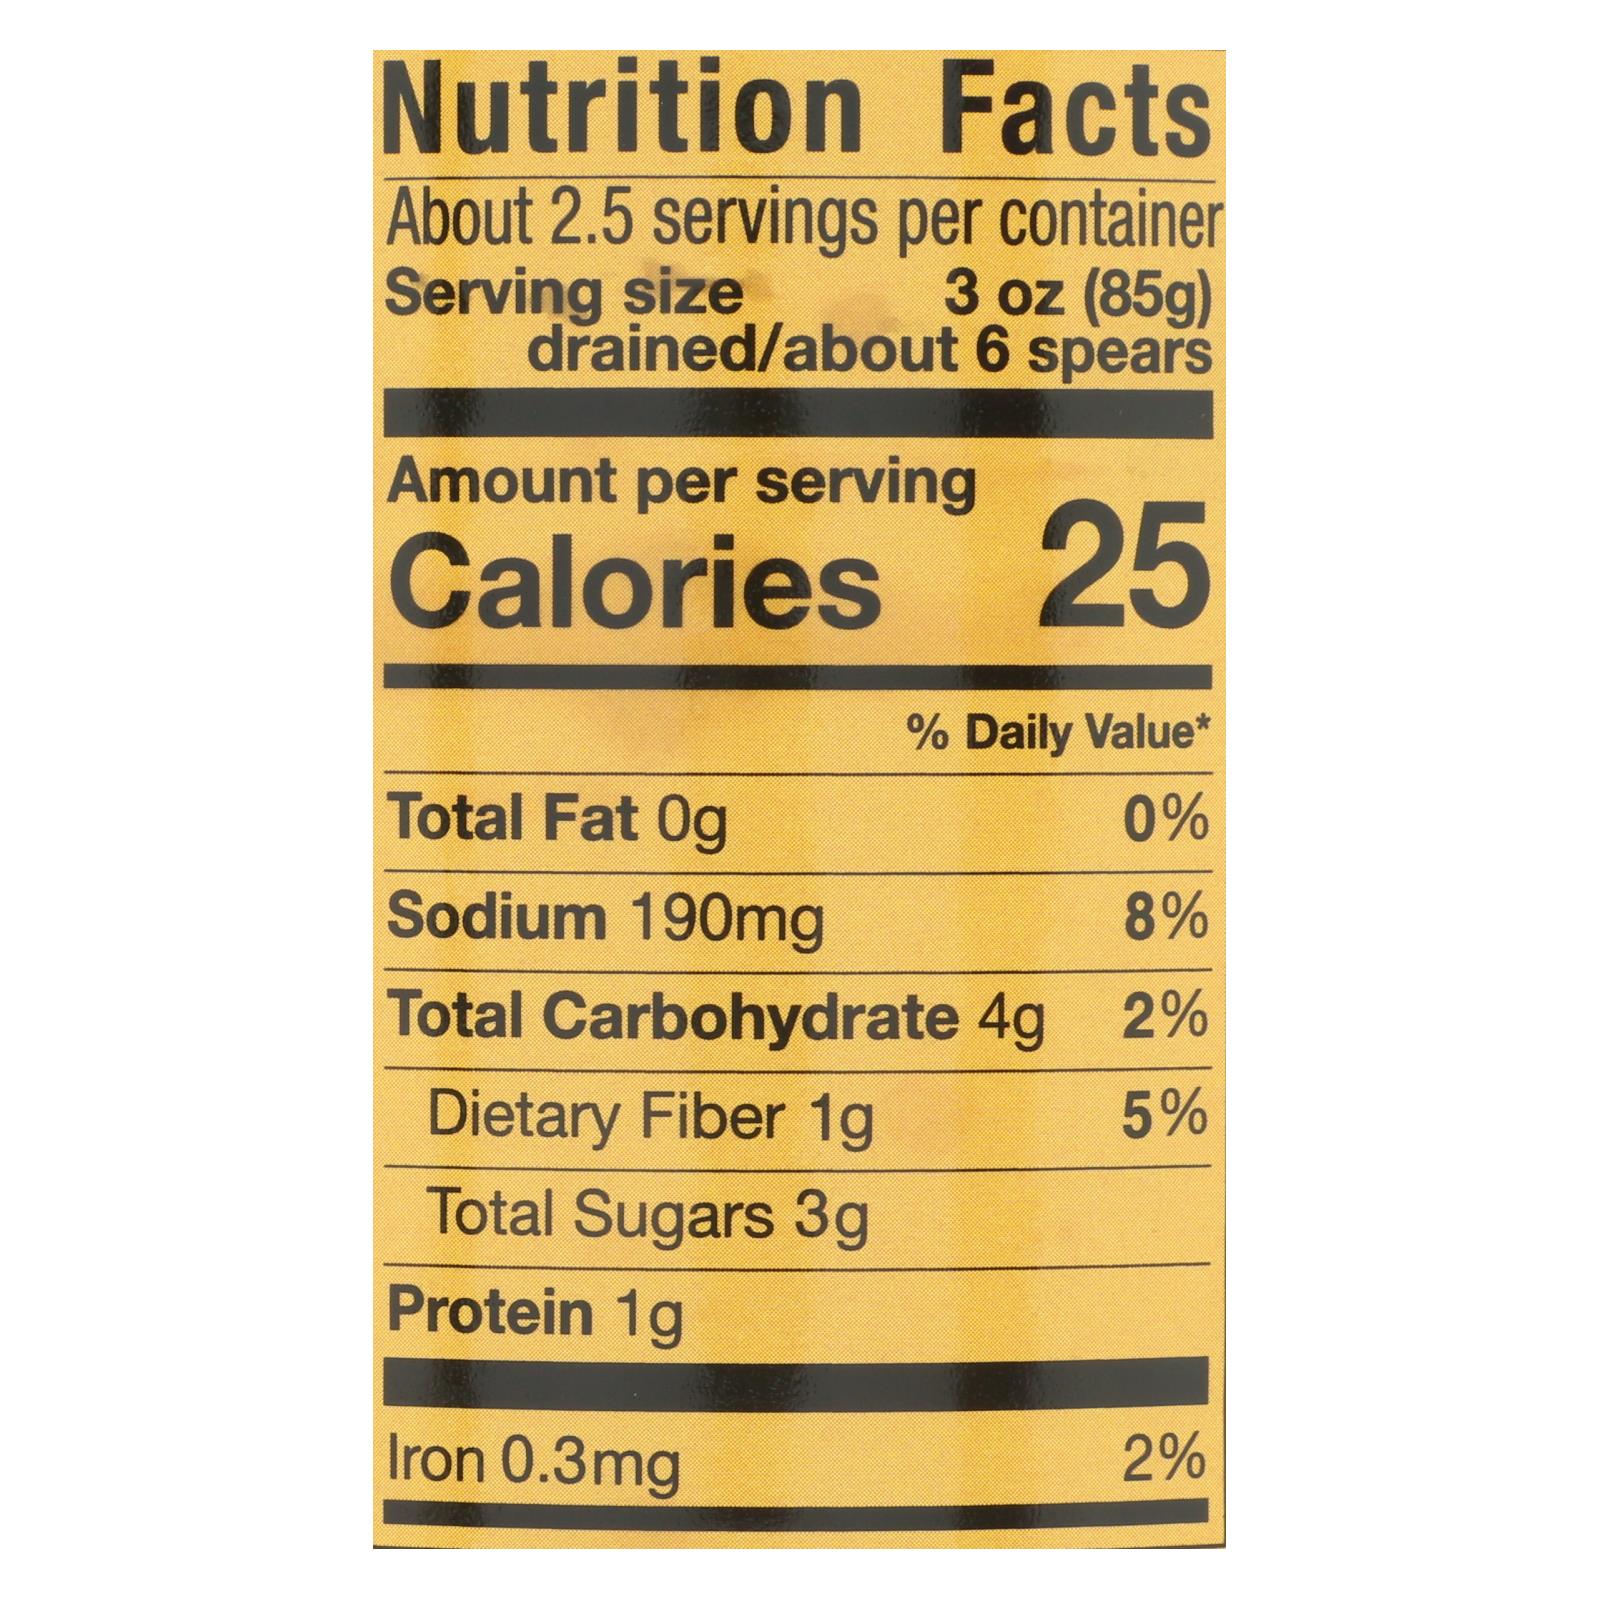 Nutrition Facts
About 2.5 servings per container
Serving size 3 oz (85g)
drained/about 6 spears
Amount per serving
Calories 25
% Daily Value*
Total Fat 0g 0%
Sodium 190mg 8%
Total Carbohydrate 4g 2%
Dietary Fiber 1g 5%
Total Sugars 3g
Protein 1g
Iron 0.3mg 2%